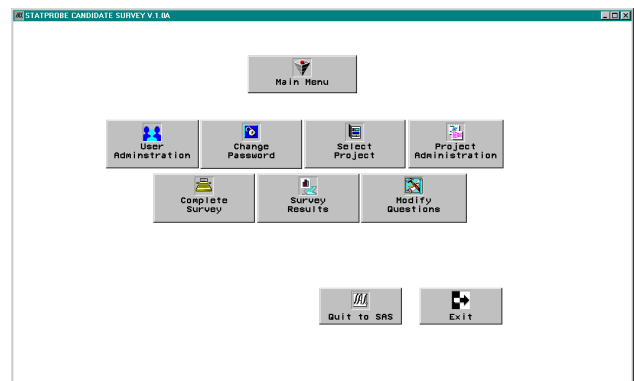 STATPROBE CANDIDATE SURVEY V.1.0A
Main Menu
User
Adminstration
Change
Password
Select
Project
Project
Administration
Complete
Survey
Survey
Results
Modify
Questions
Quit to SAS
Exit